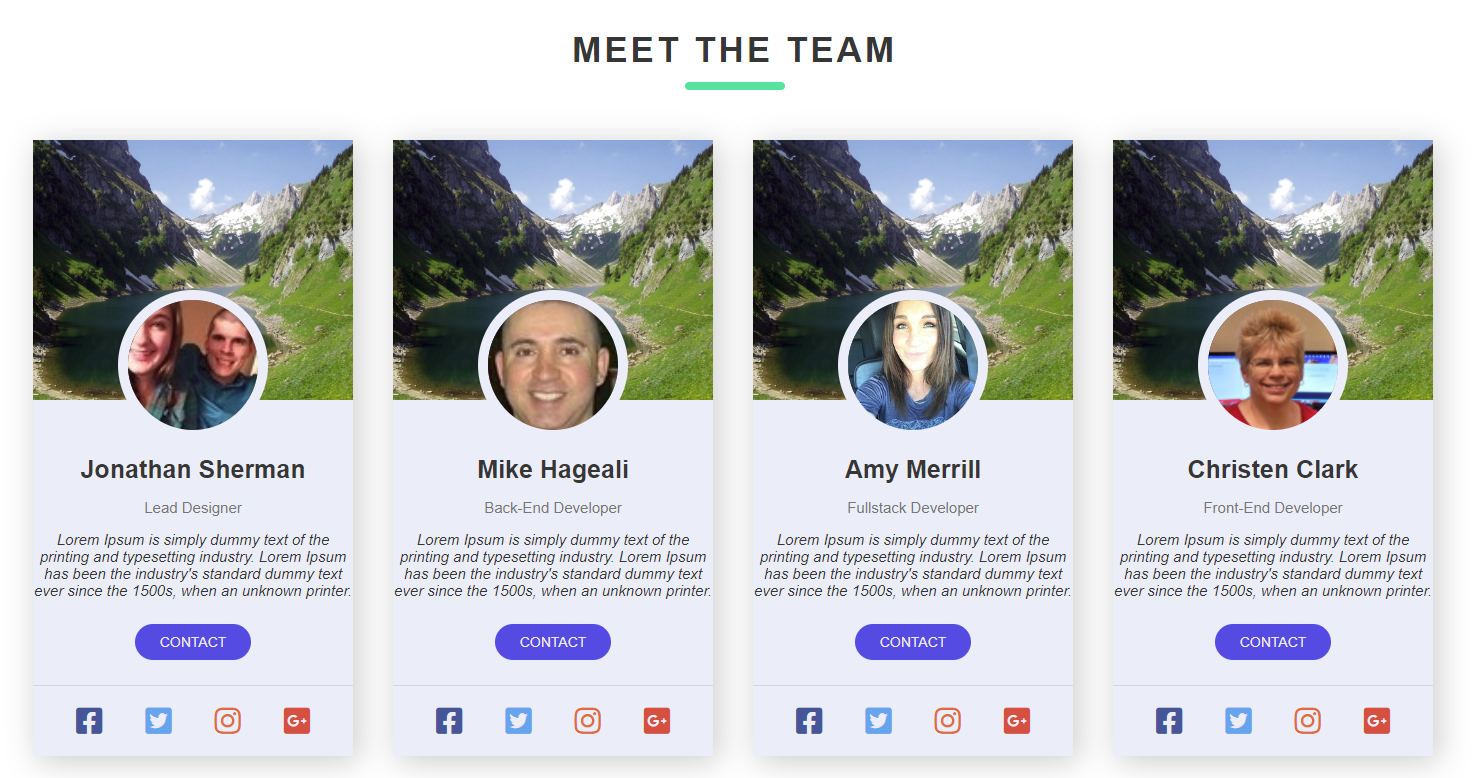 MEET THE TEAM
Jonathan Sherman
Lead Designer
Lorem Ipsum is simply dummy text of the
printing and typesetting industry. Lorem Ipsum
has been the industry's standard dummy text
ever since the 1500s, when an unknown printer.
CONTACT
Mike Hageali
Back-End Developer
Lorem Ipsum is simply dummy text of the
printing and typesetting industry. Lorem Ipsum
has been the industry's standard dummy text
ever since the 1500s, when an unknown printer.
CONTACT
Amy Merrill
Fullstack Developer
Lorem Ipsum is simply dummy text of the
printing and typesetting industry. Lorem Ipsum
has been the industry's standard dummy text
ever since the 1500s, when an unknown printer.
CONTACT
Christen Clark
Front-End Developer
Lorem Ipsum is simply dummy text of the
printing and typesetting industry. Lorem Ipsum
has been the industry's standard dummy text
ever since the 1500s, when an unknown printer.
CONTACT